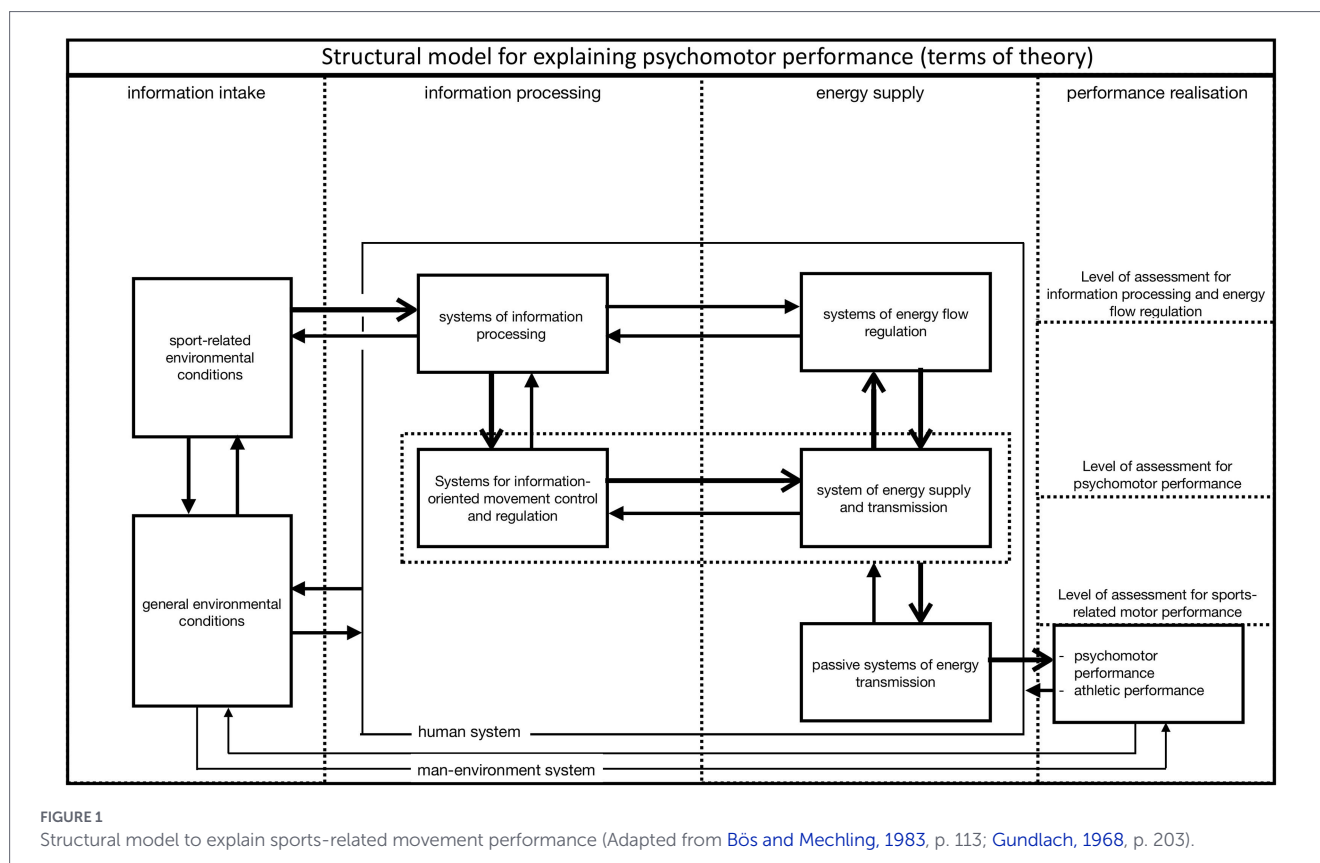 Structural model for explaining psychomotor performance (terms of theory)
information intake
information processing
energy supply
performance realisation
sport-related
environmental
conditions
systems of information
processing
systems of energy flow
regulation
Level of assessment for
information processing and energy
flow regulation
Systems for information-
oriented movement control
and regulation
system of energy supply
and transmission
Level of assessment for
psychomotor performance
general environmental
conditions
passive systems of energy
transmission
Level of assessment for sports-
related motor performance
- psychomotor
performance
- athletic performance
human system
man-environment system
FIGURE 1
Structural model to explain sports-related movement performance (Adapted from Bös and Mechling, 1983, p. 113; Gundlach, 1968, p. 203).